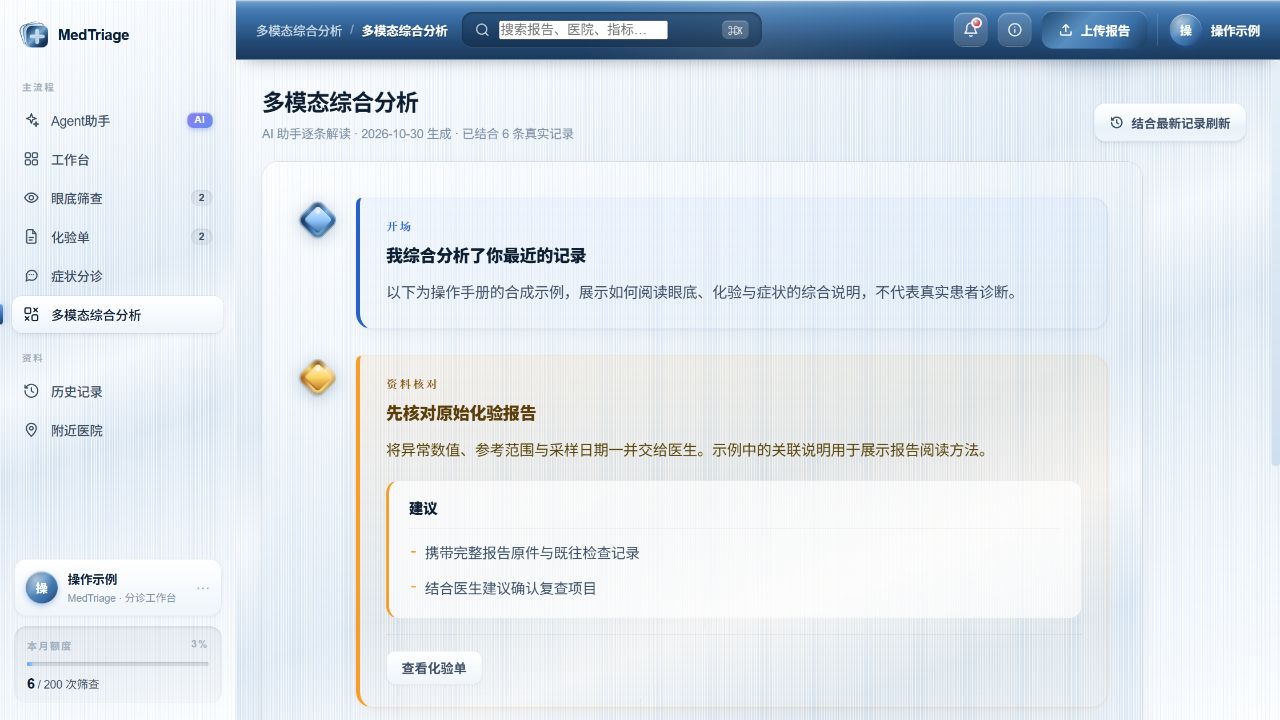 MedTriage
主流程
Agent助手
AI
工作台
眼底筛查
2
化验单
2
症状分诊
多模态综合分析
资料
历史记录
附近医院
操
操作示例
MedTriage · 分诊工作台
···
本月额度
3%
6 / 200 次筛查
多模态综合分析 / 多模态综合分析
搜索报告、医院、指标...
⌘K
上传报告
操
操作示例
多模态综合分析
AI 助手逐条解读 · 2026-10-30 生成 · 已结合 6 条真实记录
结合最新记录刷新
开场
我综合分析了你最近的记录
以下为操作手册的合成示例，展示如何阅读眼底、化验与症状的综合说明，不代表真实患者诊断。
资料核对
先核对原始化验报告
将异常数值、参考范围与采样日期一并交给医生。示例中的关联说明用于展示报告阅读方法。
建议
- 携带完整报告原件与既往检查记录
- 结合医生建议确认复查项目
查看化验单